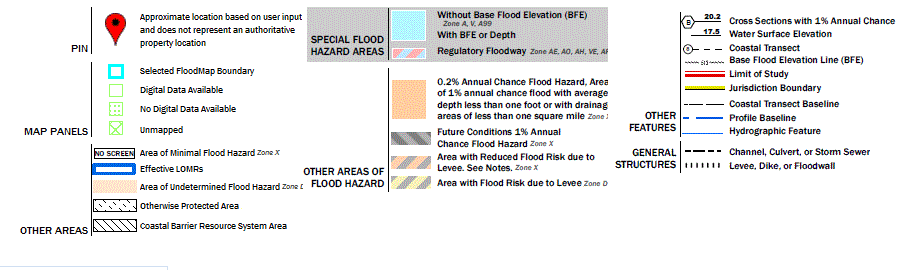 PIN
Approximate location based on user input
and does not represent an authoritative
property location
MAP PANELS
Selected FloodMap Boundary
Digital Data Available
No Digital Data Available
Unmapped
OTHER AREAS
NO SCREEN Area of Minimal Flood Hazard Zone X
Effective LOMRs
Area of Undetermined Flood Hazard Zone
Otherwise Protected Area
Coastal Barrier Resource System Area
SPECIAL FLOOD
HAZARD AREAS
Without Base Flood Elevation (BFE)
Zone A, V, A99
With BFE or Depth
Regulatory Floodway Zone AE, AO, AH, VE, AR
OTHER AREAS OF
FLOOD HAZARD
0.2% Annual Chance Flood Hazard, Area
of 1% annual chance flood with average
depth less than one foot or with drainag
areas of less than one square mile Zone
Future Conditions 1% Annual
Chance Flood Hazard Zone X
Area with Reduced Flood Risk due to
Levee. See Notes. Zone X
Area with Flood Risk due to Levee Zone D
OTHER
FEATURES
B 20.2 Cross Sections with 1% Annual Chance
17.5 Water Surface Elevation
8 Coastal Transect
513 Base Flood Elevation Line (BFE)
Limit of Study
Jurisdiction Boundary
Coastal Transect Baseline
Profile Baseline
Hydrographic Feature
GENERAL
STRUCTURES
Channel, Culvert, or Storm Sewer
Levee, Dike, or Floodwall